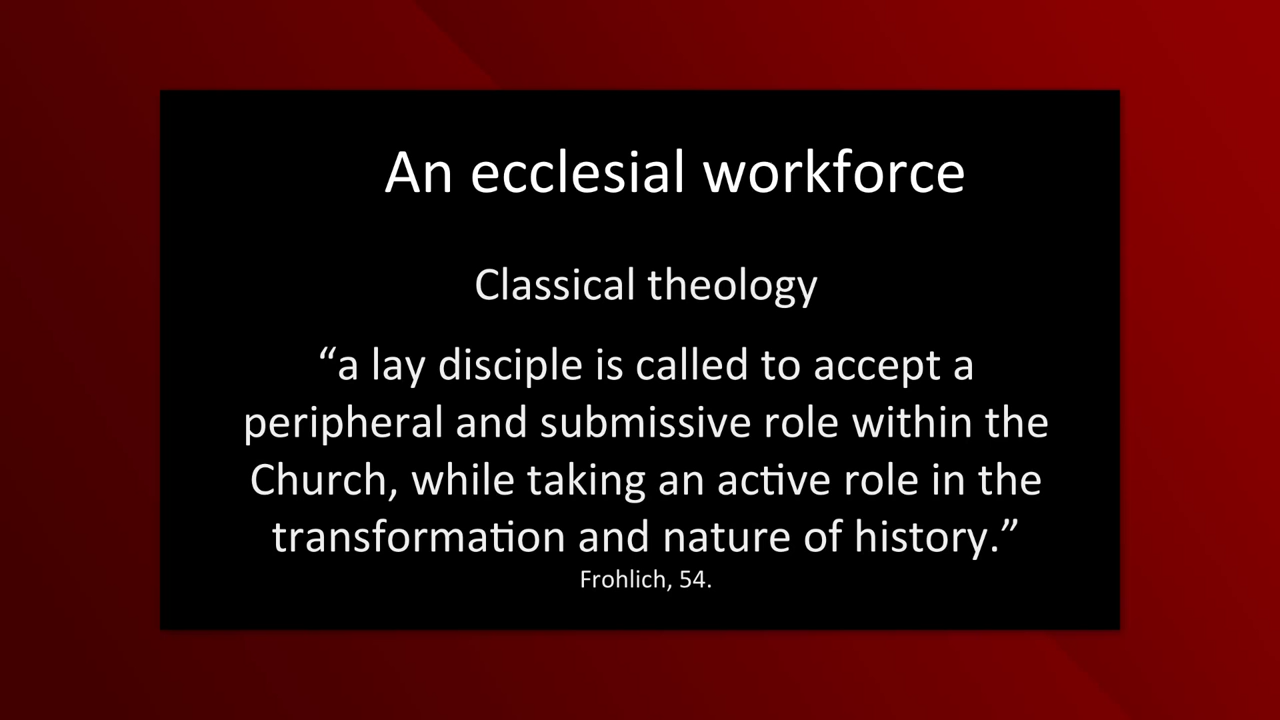 An ecclesial workforce
Classical theology
“a lay disciple is called to accept a
peripheral and submissive role within the
Church, while taking an active role in the
transformation and nature of history.”
Frohlich, 54.